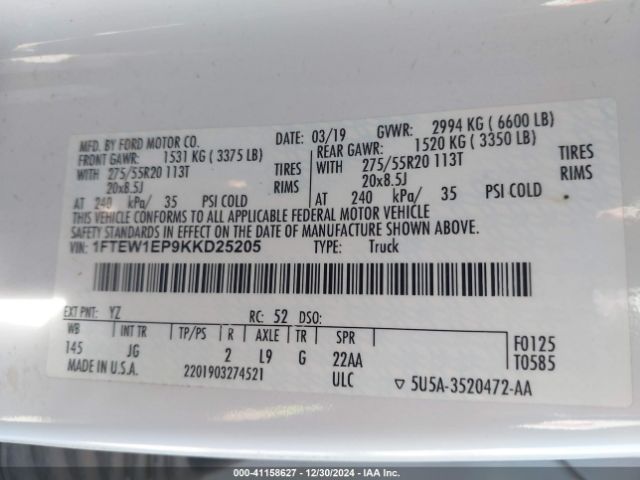 MFD. BY FORD MOTOR CO.
DATE: 03/19 GVWR: 2994 KG ( 6600 LB)
FRONT GAWR: 1531 KG ( 3375 LB)
REAR GAWR: 1520 KG ( 3350 LB)
WITH 275/55R20 113T TIRES
WITH 275/55R20 113T TIRES
20x8.5J RIMS
20x8.5J RIMS
AT 240 kPa/ 35 PSI COLD
AT 240 kPa/ 35 PSI COLD
THIS VEHICLE CONFORMS TO ALL APPLICABLE FEDERAL MOTOR VEHICLE
SAFETY STANDARDS IN EFFECT ON THE DATE OF MANUFACTURE SHOWN ABOVE.
VIN: 1FTEW1EP9KKD25205 TYPE: Truck
EXT PNT: YZ RC: 52 DSO:
WB INT TR TP/PS R AXLE TR SPR
F0125
145 JG 2 L9 G 22AA
T0585
MADE IN U.S.A. 2201903274521 ULC
▽ 5U5A-3520472-AA
000-41158627 - 12/30/2024 - IAA Inc.